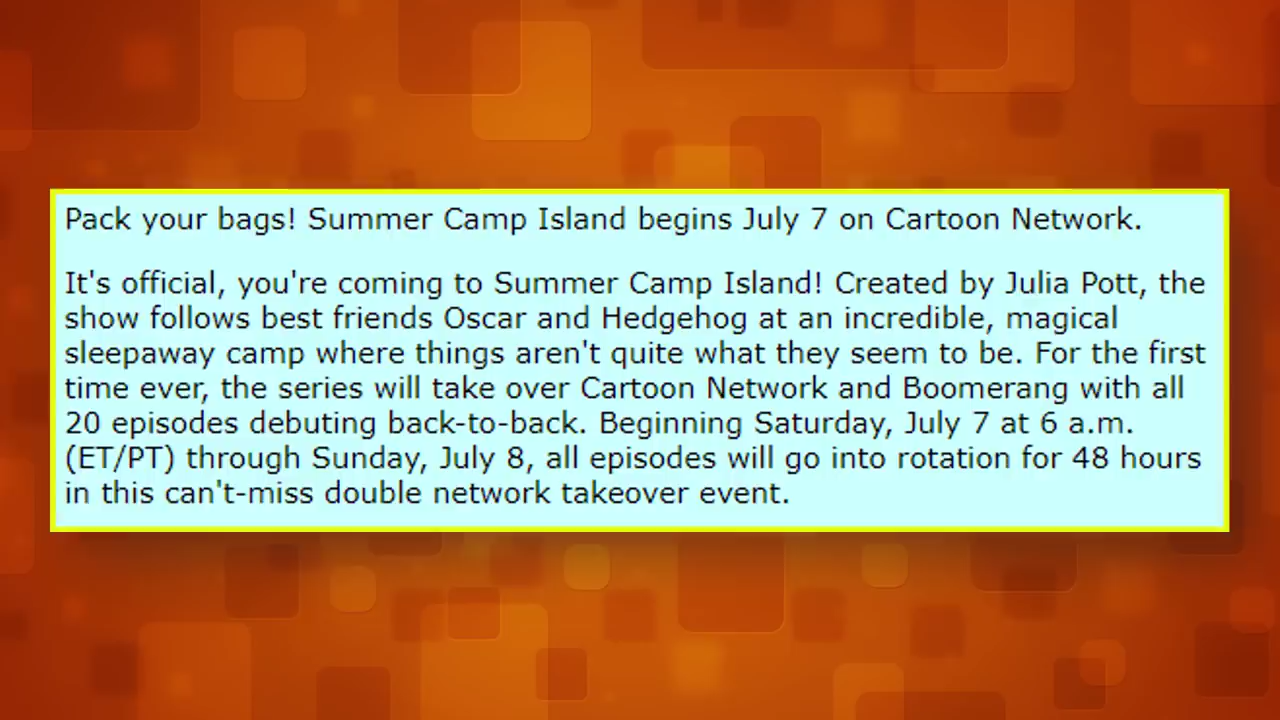 Pack your bags! Summer Camp Island begins July 7 on Cartoon Network.
It's official, you're coming to Summer Camp Island! Created by Julia Pott, the
show follows best friends Oscar and Hedgehog at an incredible, magical
sleepaway camp where things aren't quite what they seem to be. For the first
time ever, the series will take over Cartoon Network and Boomerang with all
20 episodes debuting back-to-back. Beginning Saturday, July 7 at 6 a.m.
(ET/PT) through Sunday, July 8, all episodes will go into rotation for 48 hours
in this can't-miss double network takeover event.